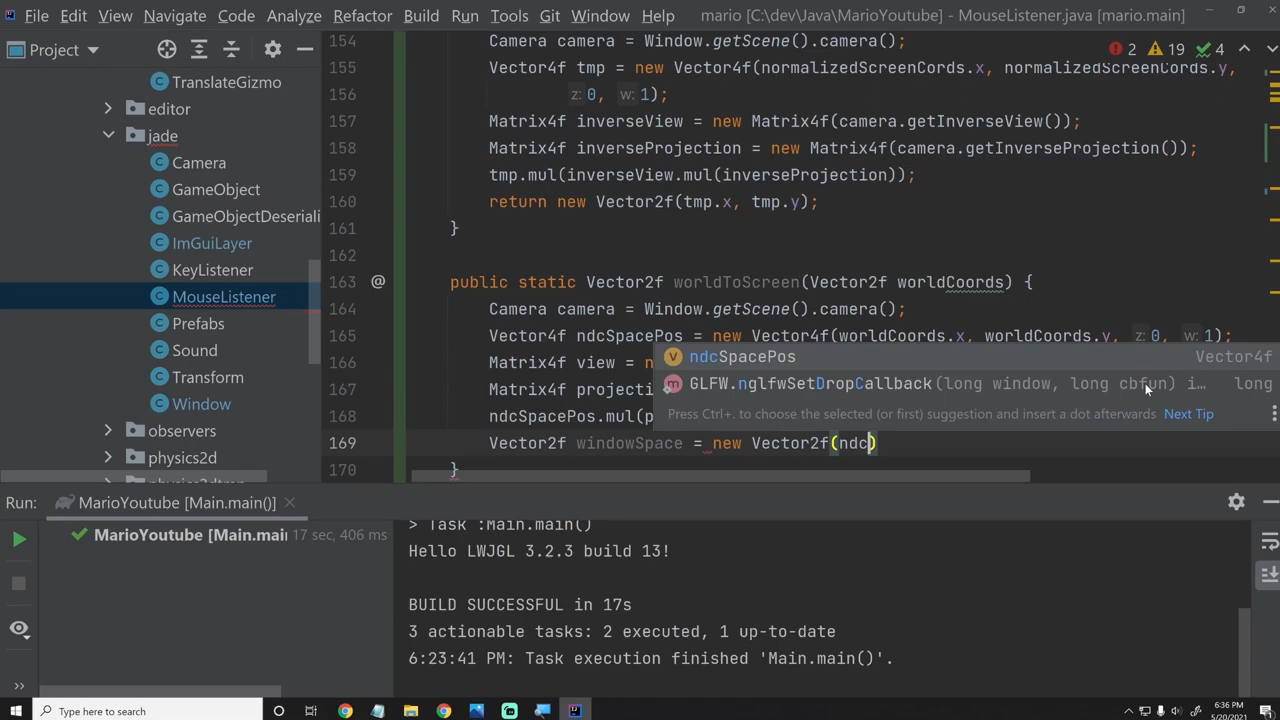 File Edit View Navigate Code Analyze Refactor Build Run Tools Git Window Help mario [C:\dev\Java\MarioYoutube] - MouseListener.java [mario.main]
Project
TranslateGizmo
editor
jade
Camera
GameObject
GameObjectDeseriali
ImGuiLayer
KeyListener
MouseListener
Prefabs
Sound
Transform
Window
observers
physics2d
2 19 4
154 Camera camera = Window.getScene().camera();
155 Vector4f tmp = new Vector4f(normalizedScreenCords.x, normalizedScreenCords.y,
156 z: 0, w: 1);
157 Matrix4f inverseView = new Matrix4f(camera.getInverseView());
158 Matrix4f inverseProjection = new Matrix4f(camera.getInverseProjection());
159 tmp.mul(inverseView.mul(inverseProjection));
160 return new Vector2f(tmp.x, tmp.y);
161 }
162
163 @ public static Vector2f worldToScreen(Vector2f worldCoords) {
164 Camera camera = Window.getScene().camera();
165 Vector4f ndcSpacePos = new Vector4f(worldCoords.x, worldCoords.y, z: 0, w: 1);
166 Matrix4f view = n
167 Matrix4f projecti
168 ndcSpacePos.mul(p
169 Vector2f windowSpace = new Vector2f(ndc)
170 }
ndcSpacePos Vector4f
GLFW.nglfwSetDropCallback(long window, long cbfun) i… long
Press Ctrl+. to choose the selected (or first) suggestion and insert a dot afterwards Next Tip
Run: MarioYoutube [Main.main()]
MarioYoutube [Main.mai 17 sec, 406 ms
> Task :Main.main()
Hello LWJGL 3.2.3 build 13!
BUILD SUCCESSFUL in 17s
3 actionable tasks: 2 executed, 1 up-to-date
6:23:41 PM: Task execution finished 'Main.main()'.
Type here to search
6:36 PM
5/20/2021